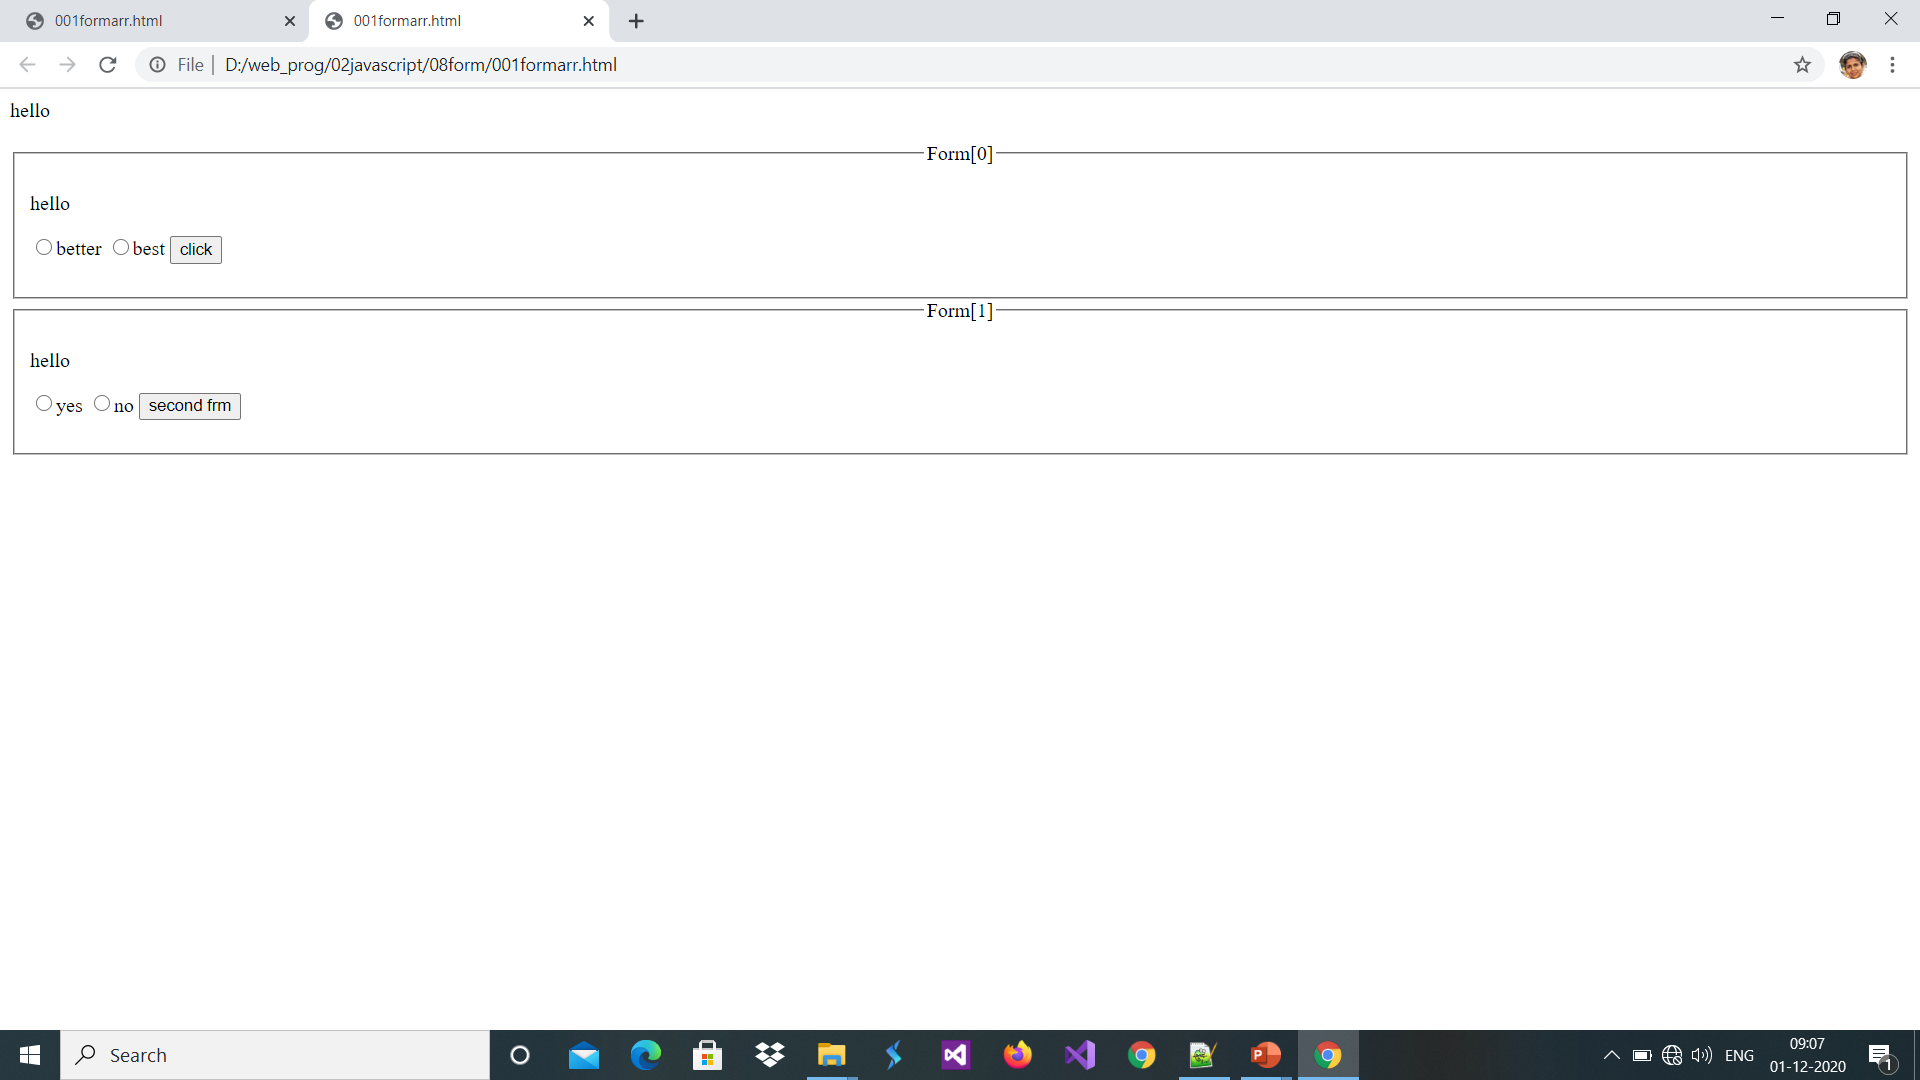 001formarr.html 001formarr.html
File | D:/web_prog/02javascript/08form/001formarr.html
hello
Form[0]
hello
better best click
Form[1]
hello
yes no second frm
Search ENG 09:07
01-12-2020 1